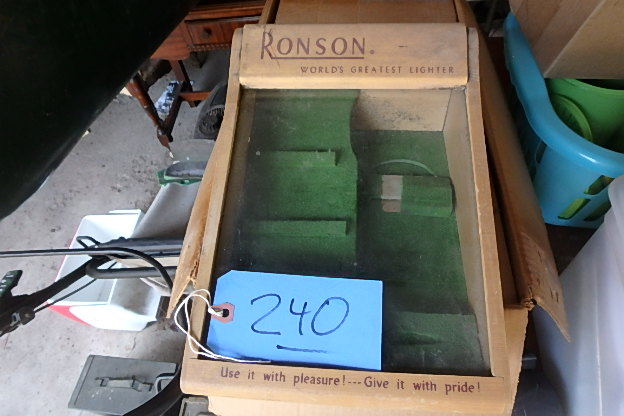 RONSON®
WORLD'S GREATEST LIGHTER
240
Use it with pleasure!--- Give it with pride!